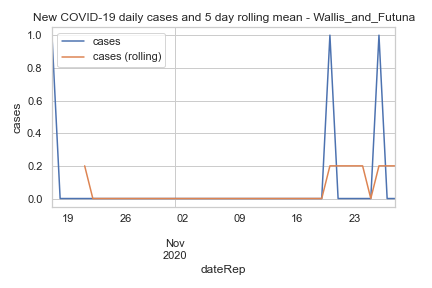 New COVID-19 daily cases and 5 day rolling mean - Wallis_and_Futuna
cases
cases (rolling)
1.0
0.8
0.6
0.4
0.2
0.0
cases
19 26 02 09 16 23
Nov
2020
dateRep